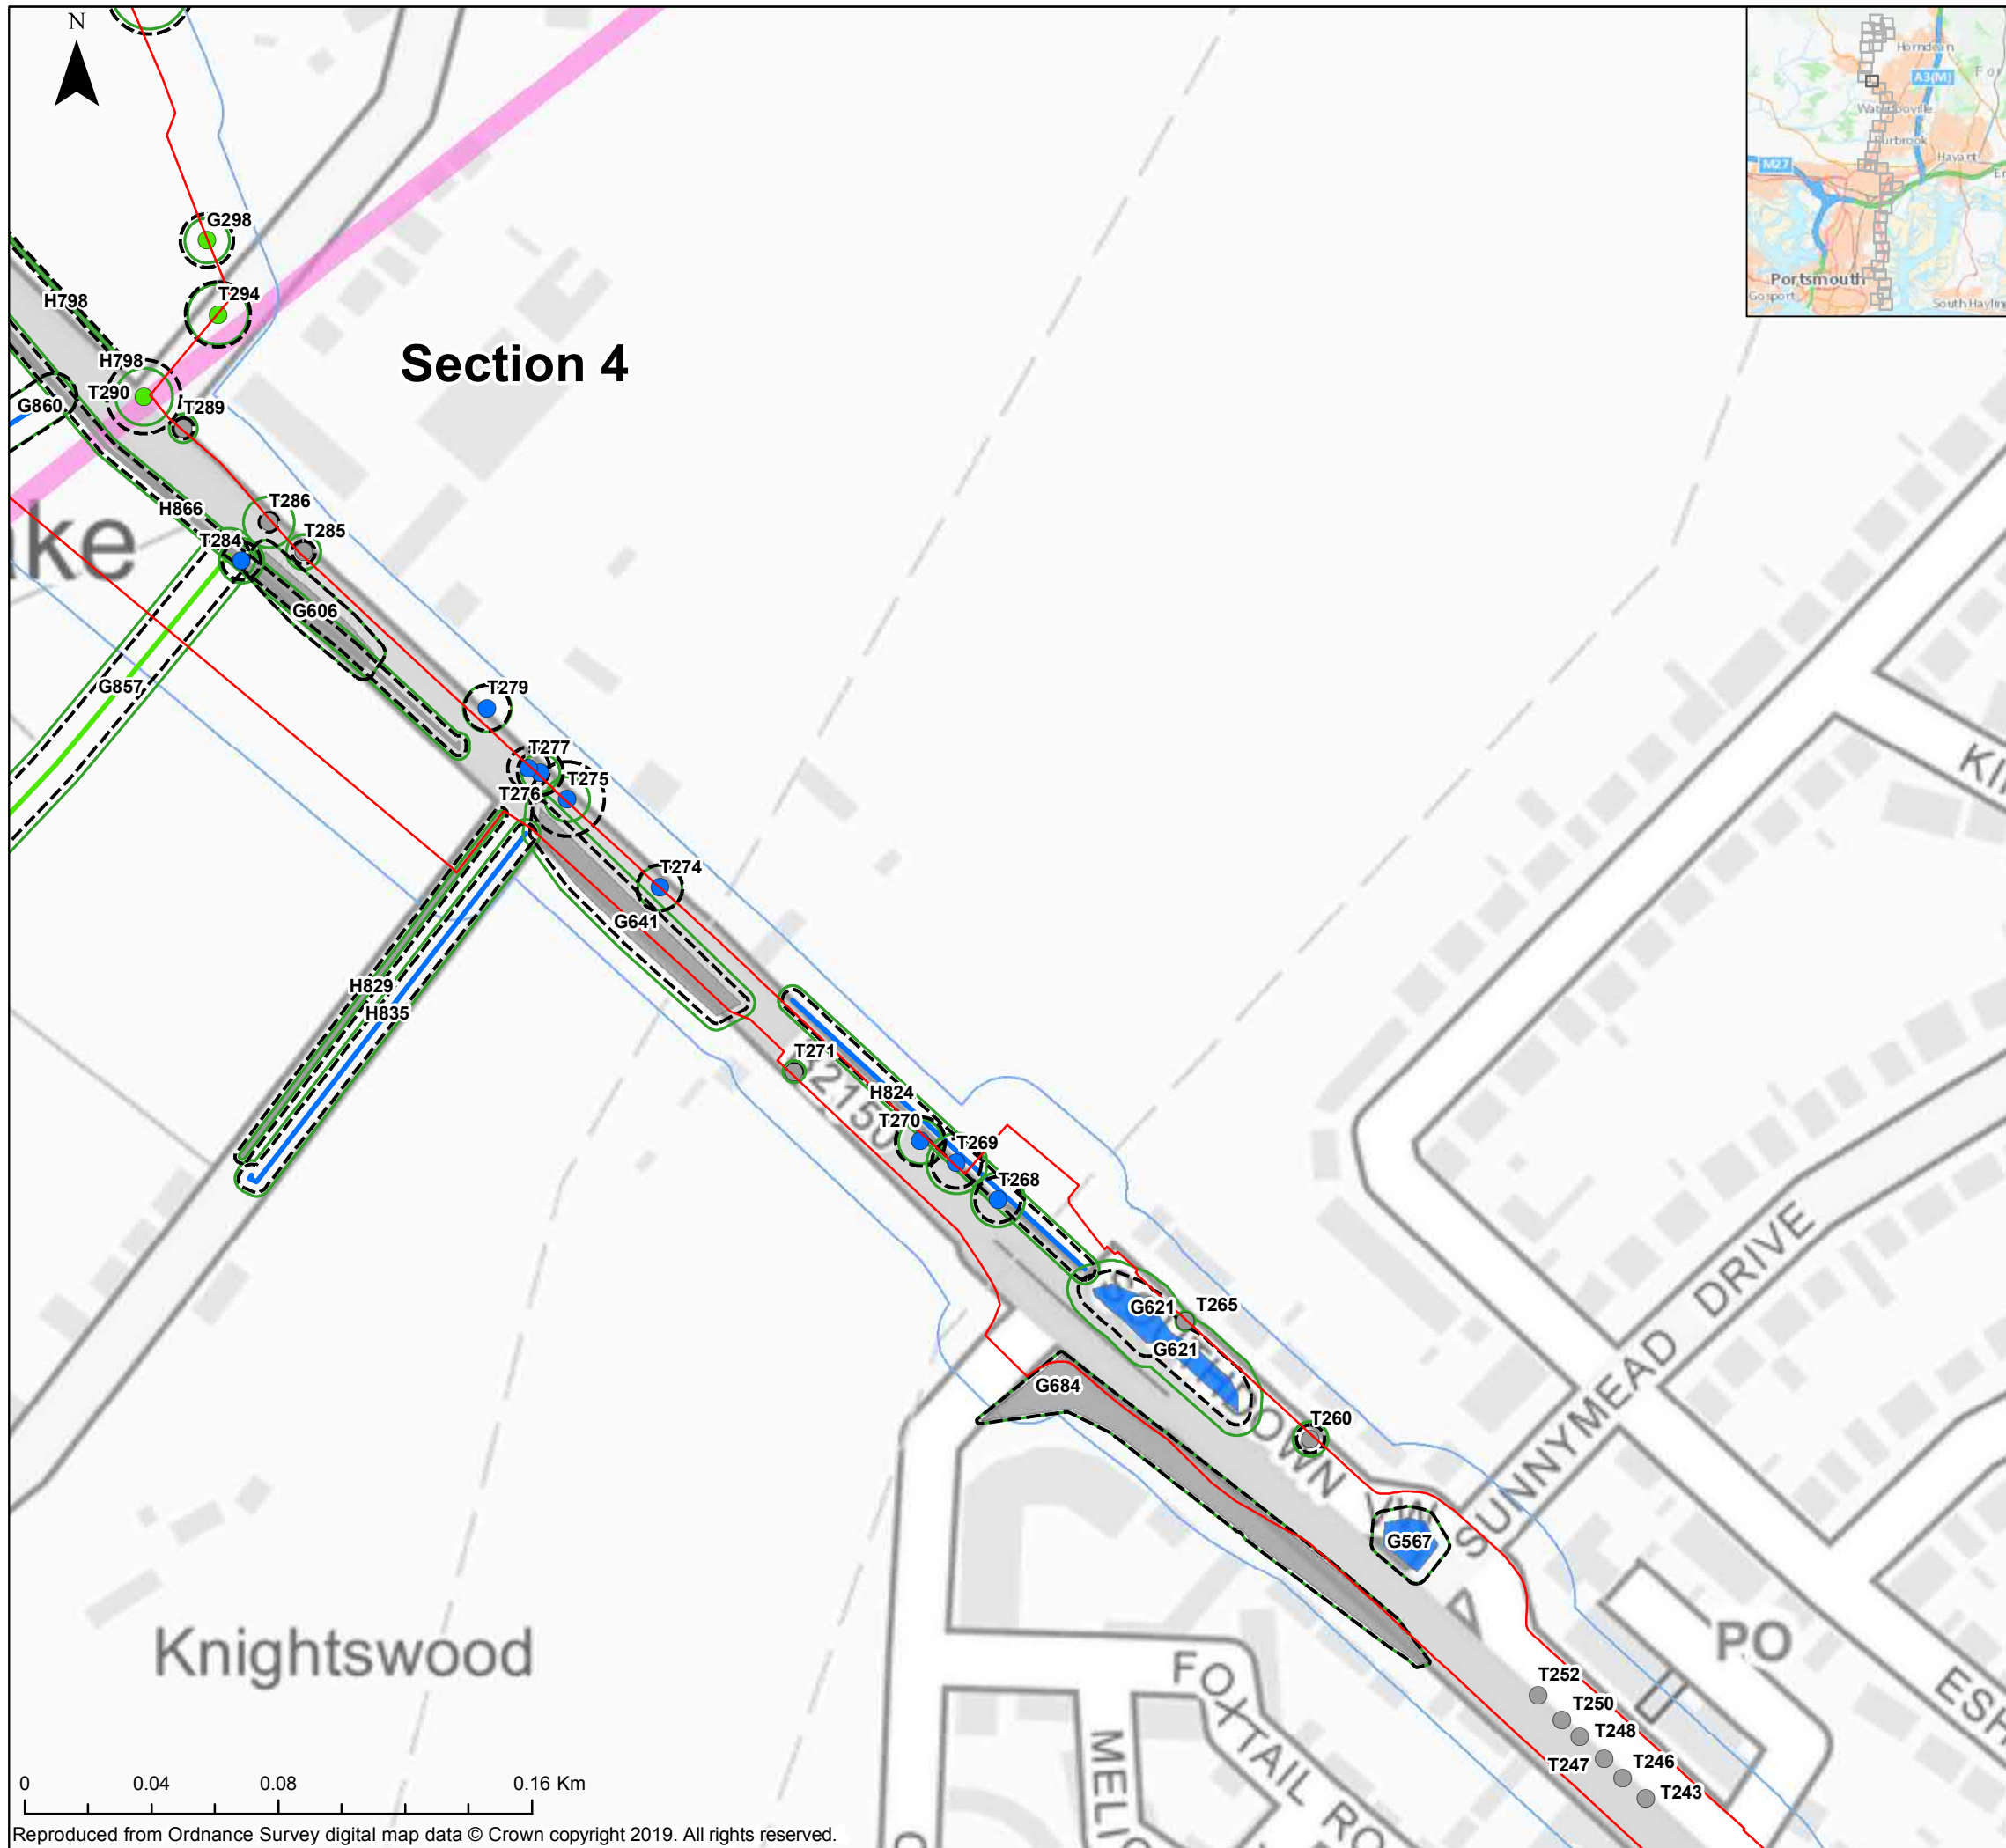 N
Horndean
A3(M)
Waterlooville
Purbrook
Havant
M27
Portsmouth
Gosport
South Hayling
G298
T294
H798
Section 4
H798
T290
G860
T289
T286
H866
T285
T284
G606
G857
T279
T277
T275
T276
T274
G641
H829
H835
T271
H824
T270
T269
T268
G621
T265
G621
G684
T260
SUNNYMEAD DRIVE
G567
Knightswood
PO
T252
T250
T248
T247
T246
T243
0 0.04 0.08 0.16 Km
Reproduced from Ordnance Survey digital map data © Crown copyright 2019. All rights reserved.